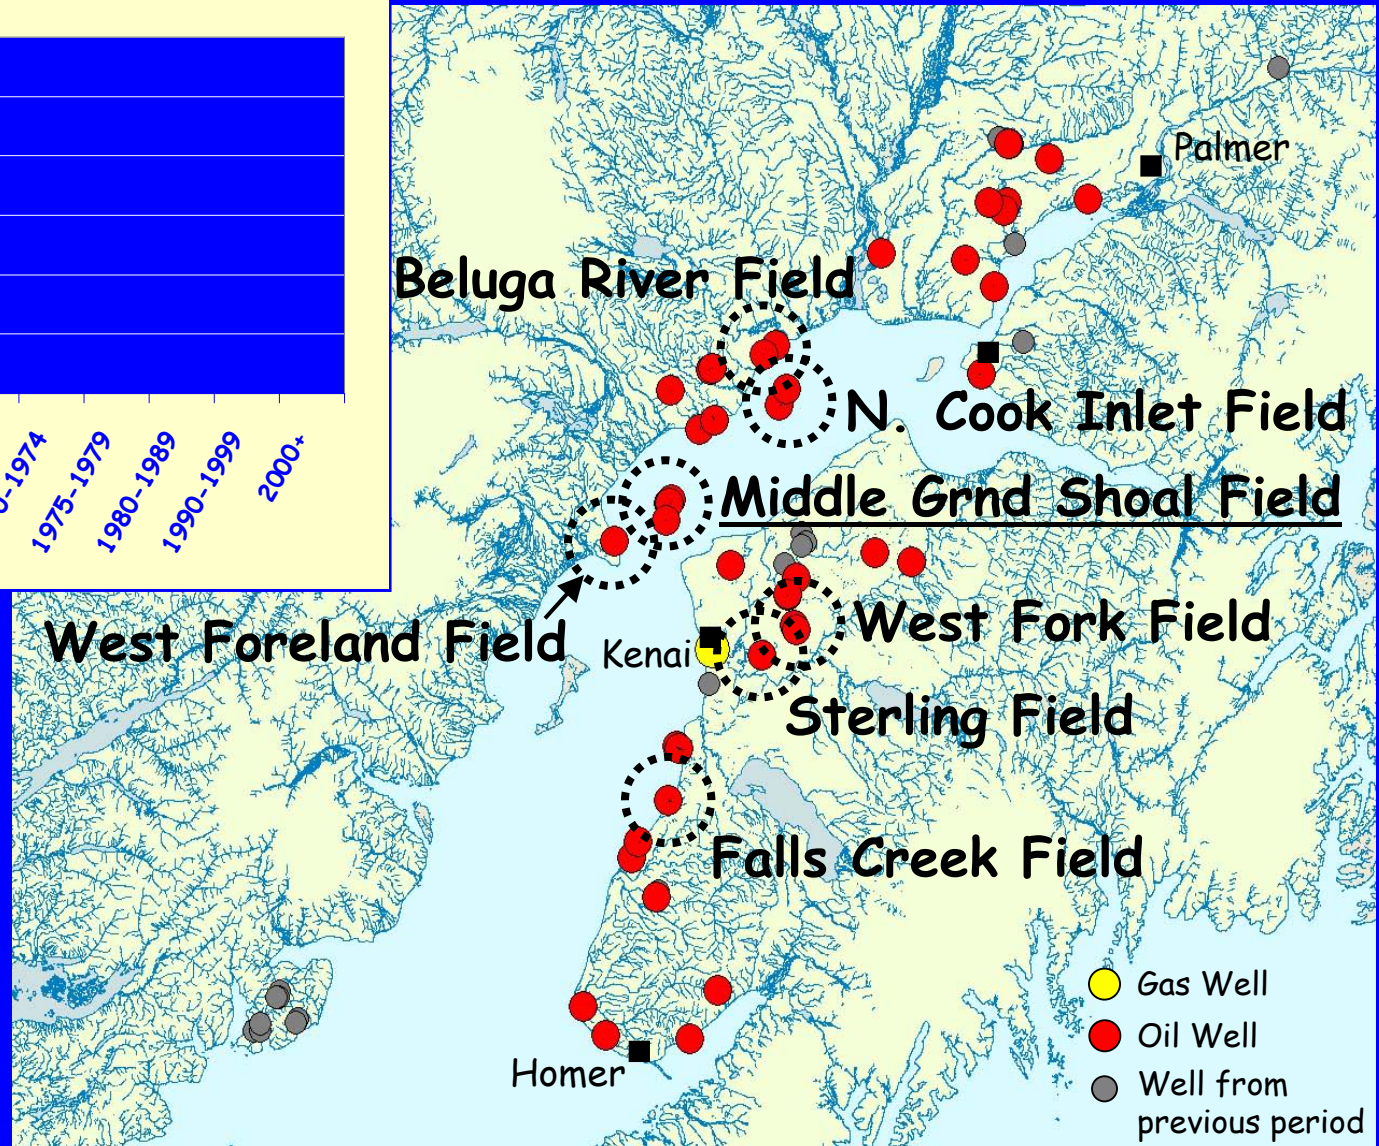 Palmer
Beluga River Field
N. Cook Inlet Field
1975-1979
1980-1989
1990-1999
2000+
Middle Grnd Shoal Field
West Foreland Field
West Fork Field
Kenai
Sterling Field
Falls Creek Field
Homer
Gas Well
Oil Well
Well from
previous period